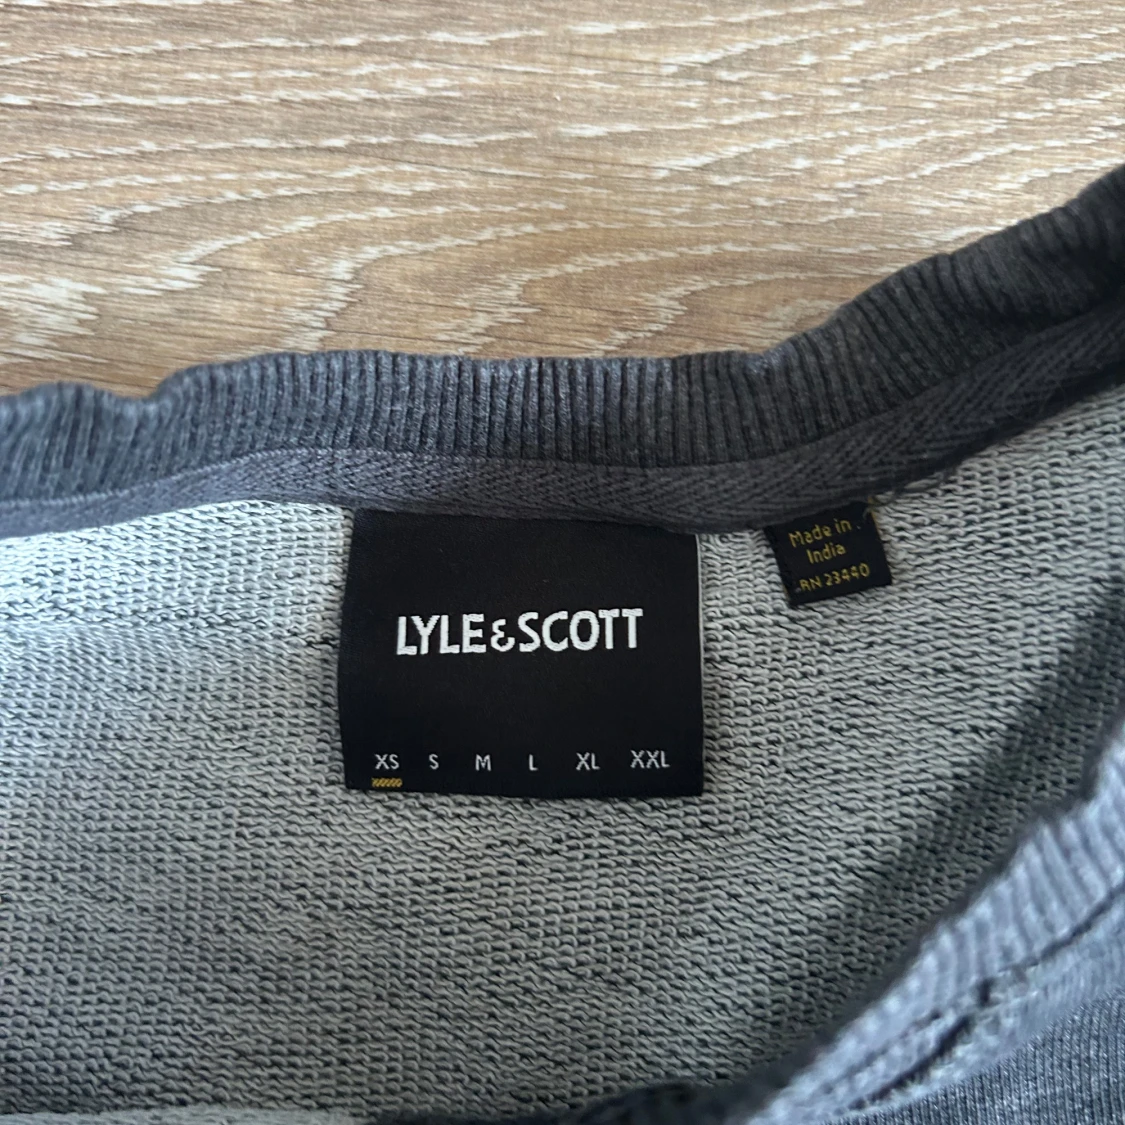 LYLE&SCOTT
XS S M L XL XXL
Made in
India
RN 23440